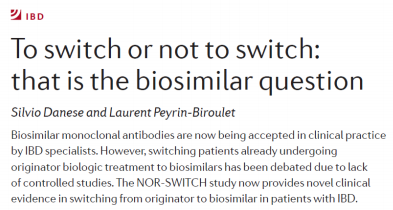 IBD
To switch or not to switch:
that is the biosimilar question
Silvio Danese and Laurent Peyrin-Biroulet
Biosimilar monoclonal antibodies are now being accepted in clinical practice
by IBD specialists. However, switching patients already undergoing
originator biologic treatment to biosimilars has been debated due to lack
of controlled studies. The NOR-SWITCH study now provides novel clinical
evidence in switching from originator to biosimilar in patients with IBD.